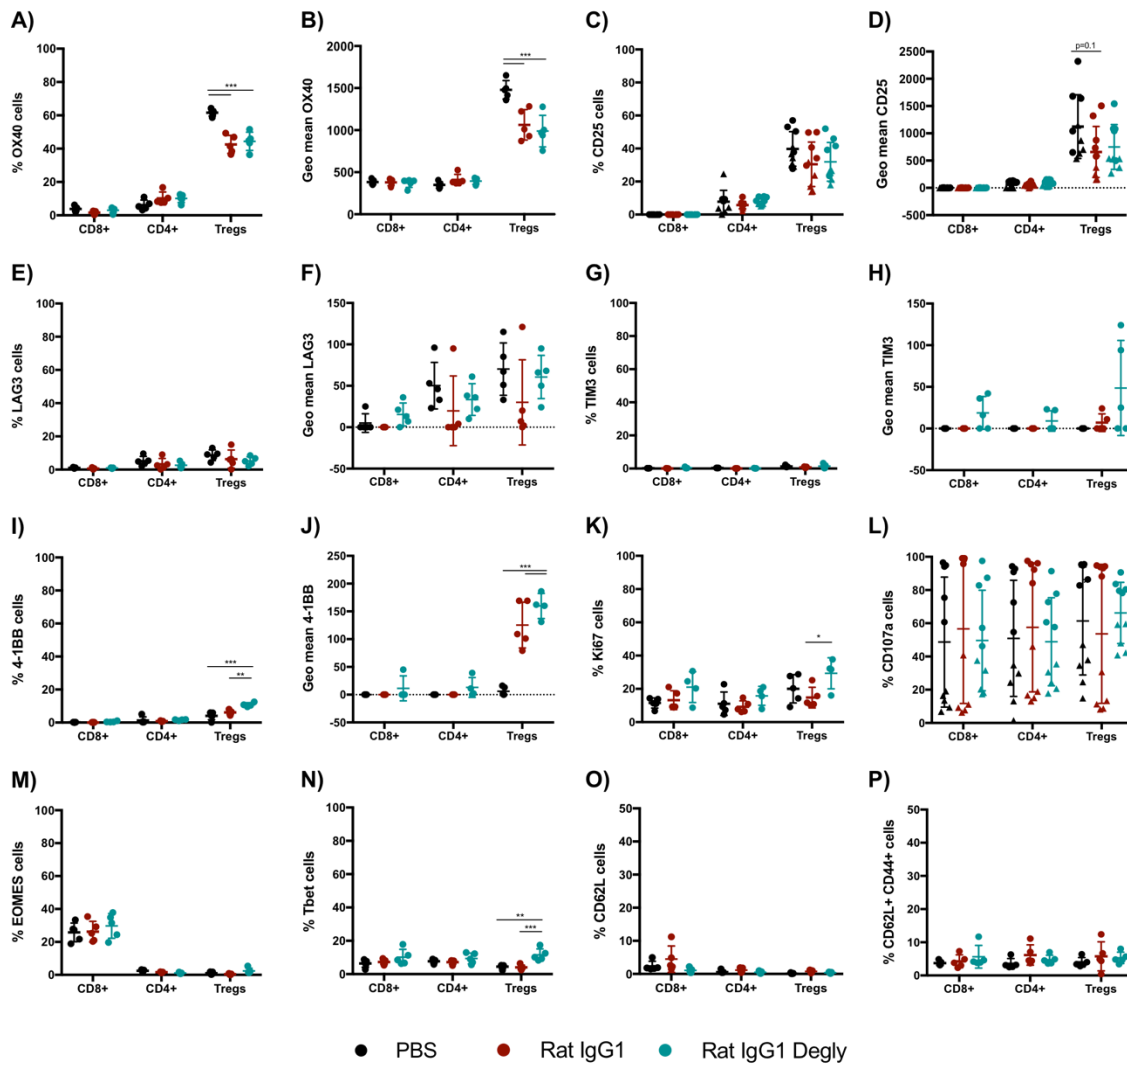 A)
% OX40 cells
100
80
60
40
20
0
***
CD8+ CD4+ Tregs
B)
Geo mean OX40
2000
1500
1000
500
0
***
CD8+ CD4+ Tregs
C)
% CD25 cells
100
80
60
40
20
0
CD8+ CD4+ Tregs
D)
Geo mean CD25
2500
2000
1500
1000
500
0
-500
p=0.1
CD8+ CD4+ Tregs
E)
% LAG3 cells
100
80
60
40
20
0
CD8+ CD4+ Tregs
F)
Geo mean LAG3
150
100
50
0
-50
CD8+ CD4+ Tregs
G)
% TIM3 cells
100
80
60
40
20
0
CD8+ CD4+ Tregs
H)
Geo mean TIM3
150
100
50
0
-50
CD8+ CD4+ Tregs
I)
% 4-1BB cells
100
80
60
40
20
0
***
**
CD8+ CD4+ Tregs
J)
Geo mean 4-1BB
250
200
150
100
50
0
-50
***
CD8+ CD4+ Tregs
K)
% Ki67 cells
100
80
60
40
20
0
*
CD8+ CD4+ Tregs
L)
% CD107a cells
100
80
60
40
20
0
CD8+ CD4+ Tregs
M)
% EOMES cells
100
80
60
40
20
0
CD8+ CD4+ Tregs
N)
% Tbet cells
100
80
60
40
20
0
**
***
CD8+ CD4+ Tregs
O)
% CD62L cells
50
40
30
20
10
0
CD8+ CD4+ Tregs
P)
% CD62L+ CD44+ cells
50
40
30
20
10
0
CD8+ CD4+ Tregs
PBS Rat IgG1 Rat IgG1 Degly